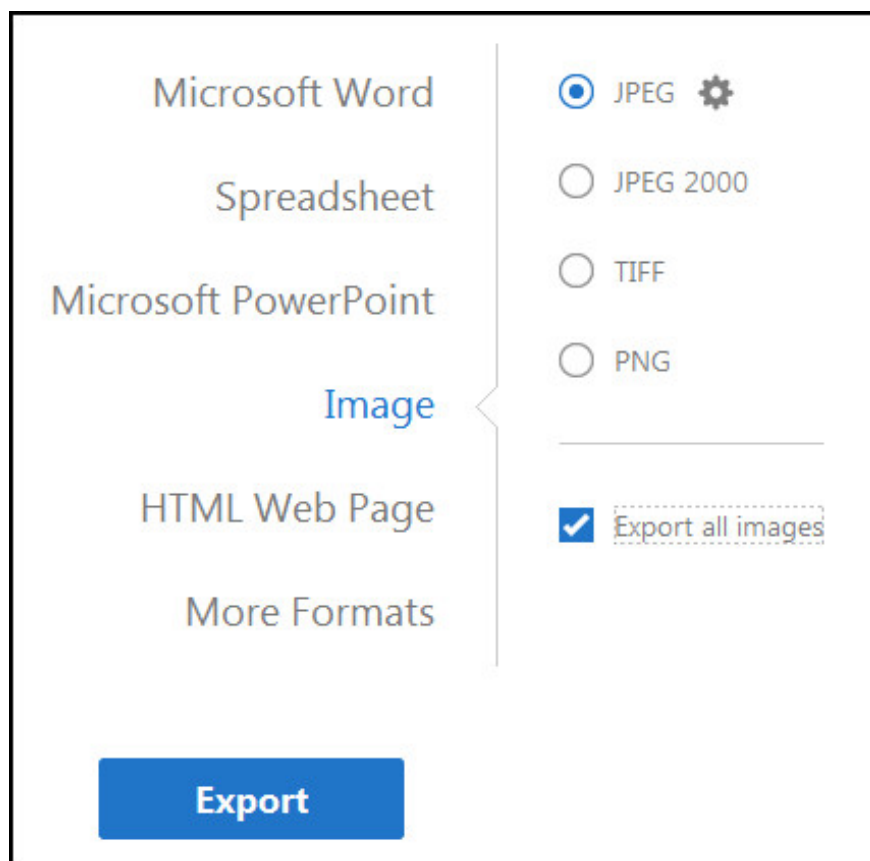 Microsoft Word
Spreadsheet
Microsoft PowerPoint
Image
HTML Web Page
More Formats
JPEG
JPEG 2000
TIFF
PNG
Export all images
Export